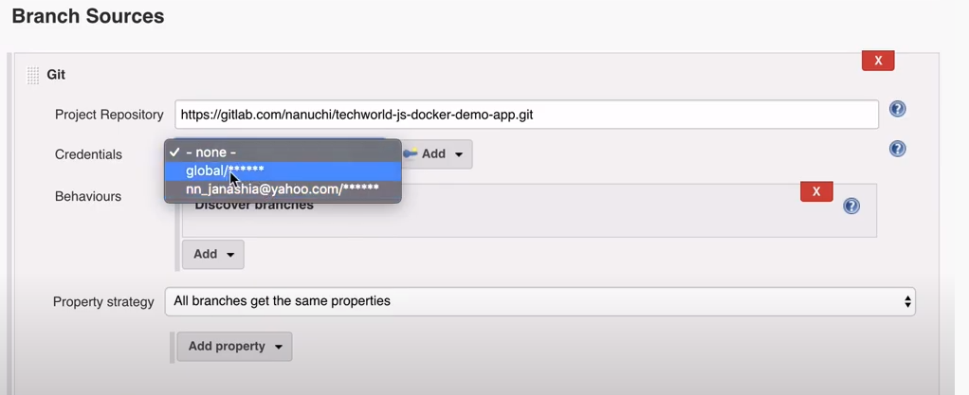 Branch Sources
X
Git
Project Repository https://gitlab.com/nanuchi/techworld-js-docker-demo-app.git
Credentials ✓ - none - Add
global/******
nn_janashia@yahoo.com/******
Behaviours X
Discover branches
Add
Property strategy All branches get the same properties
Add property